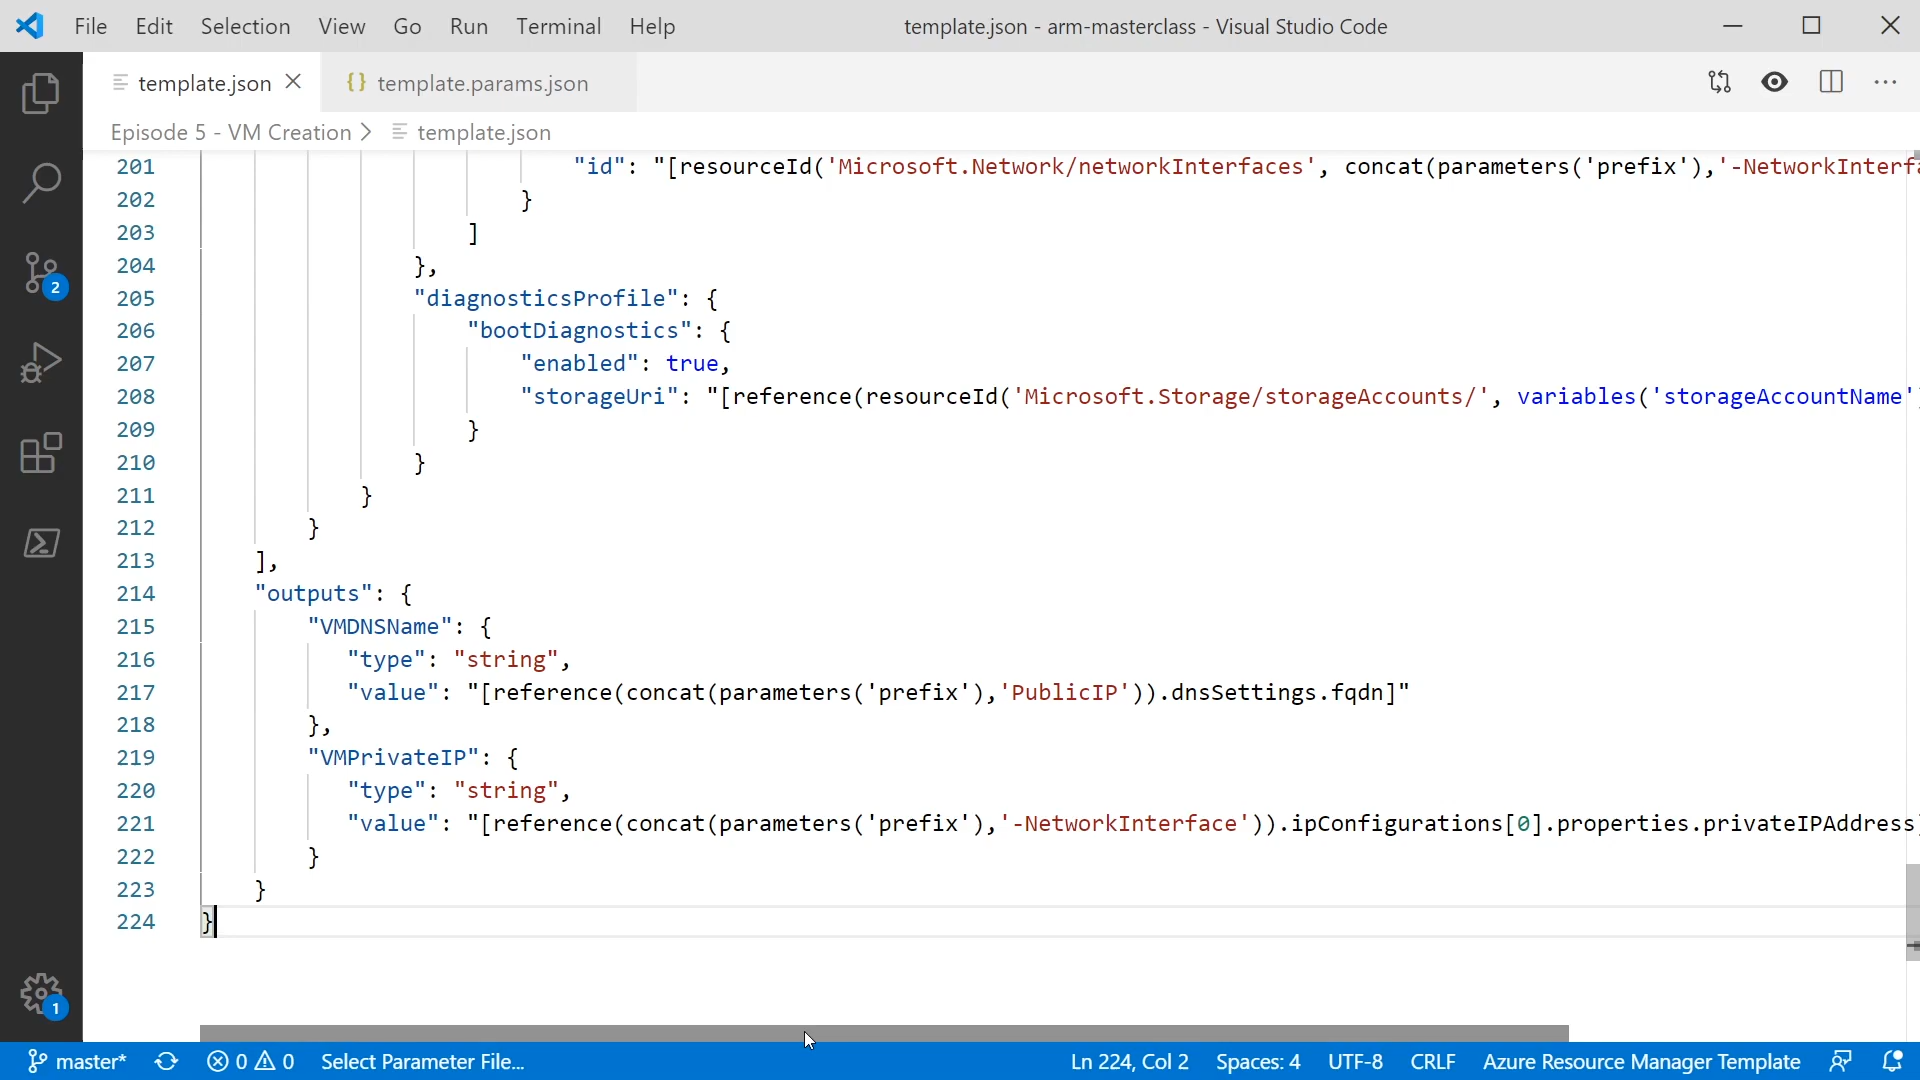 File Edit Selection View Go Run Terminal Help template.json - arm-masterclass - Visual Studio Code
template.json template.params.json
Episode 5 - VM Creation > template.json
201 "id": "[resourceId('Microsoft.Network/networkInterfaces', concat(parameters('prefix'),'-NetworkInterfa
202 }
203 ]
204 },
205 "diagnosticsProfile": {
206 "bootDiagnostics": {
207 "enabled": true,
208 "storageUri": "[reference(resourceId('Microsoft.Storage/storageAccounts/', variables('storageAccountName')
209 }
210 }
211 }
212 }
213 ],
214 "outputs": {
215 "VMDNSName": {
216 "type": "string",
217 "value": "[reference(concat(parameters('prefix'),'PublicIP')).dnsSettings.fqdn]"
218 },
219 "VMPrivateIP": {
220 "type": "string",
221 "value": "[reference(concat(parameters('prefix'),'-NetworkInterface')).ipConfigurations[0].properties.privateIPAddress]
222 }
223 }
224 }
2
1
master* 0 0 Select Parameter File... Ln 224, Col 2 Spaces: 4 UTF-8 CRLF Azure Resource Manager Template